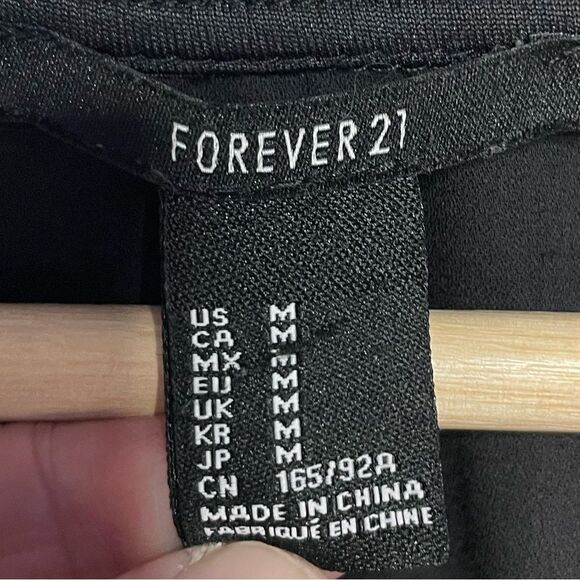 FOREVER 21
US M
CA M
MX M
EU M
UK M
KR M
JP M
CN 165/92A
MADE IN CHINA
FABRIQUÉ EN CHINE